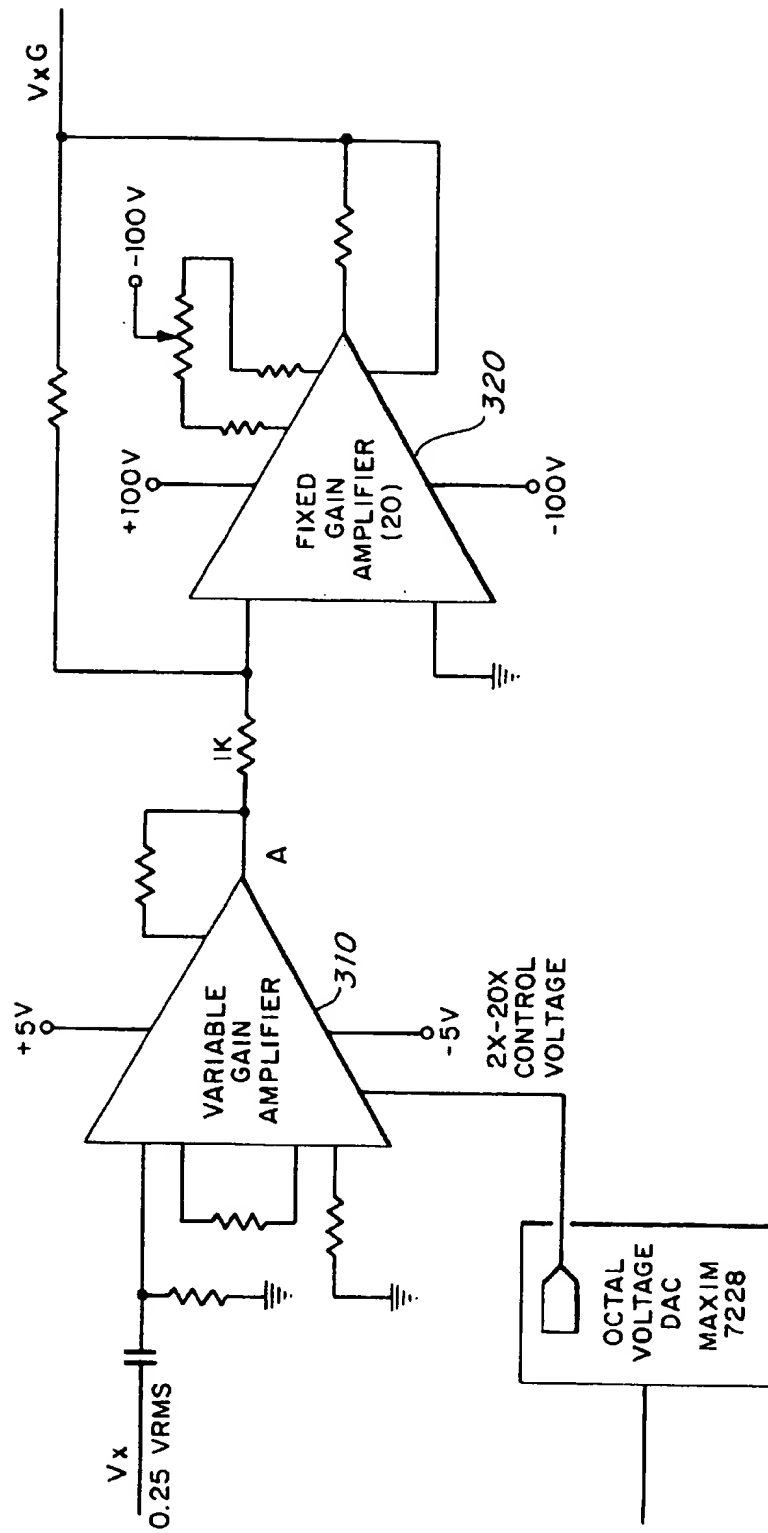 Vx
0.25 VRMS
+5V
VARIABLE
GAIN
AMPLIFIER
310
-5V
2X-20X
CONTROL
VOLTAGE
OCTAL
VOLTAGE
DAC
MAXIM
7228
A
1K
+100V
-100V
FIXED
GAIN
AMPLIFIER
(20)
320
-100V
VxG